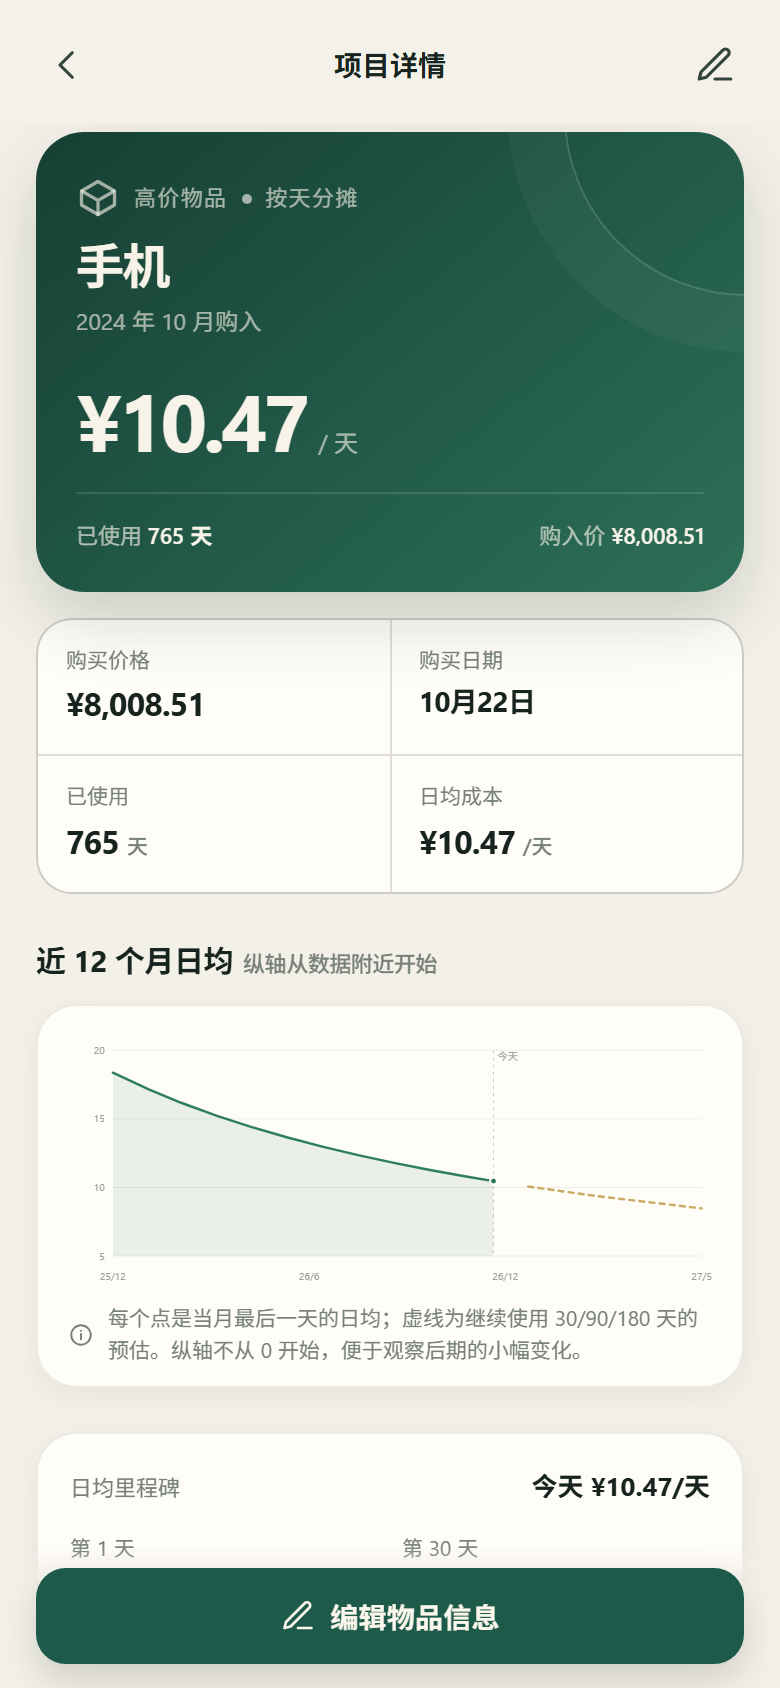 项目详情
高价物品 • 按天分摊
手机
2024 年 10 月购入
¥10.47 / 天
已使用 765 天
购入价 ¥8,008.51
购买价格
¥8,008.51
购买日期
10月22日
已使用
765 天
日均成本
¥10.47 /天
近 12 个月日均 纵轴从数据附近开始
20
今天
15
10
5
25/12
26/6
26/12
27/5
每个点是当月最后一天的日均；虚线为继续使用 30/90/180 天的
预估。纵轴不从 0 开始，便于观察后期的小幅变化。
日均里程碑
今天 ¥10.47/天
第 1 天
第 30 天
编辑物品信息